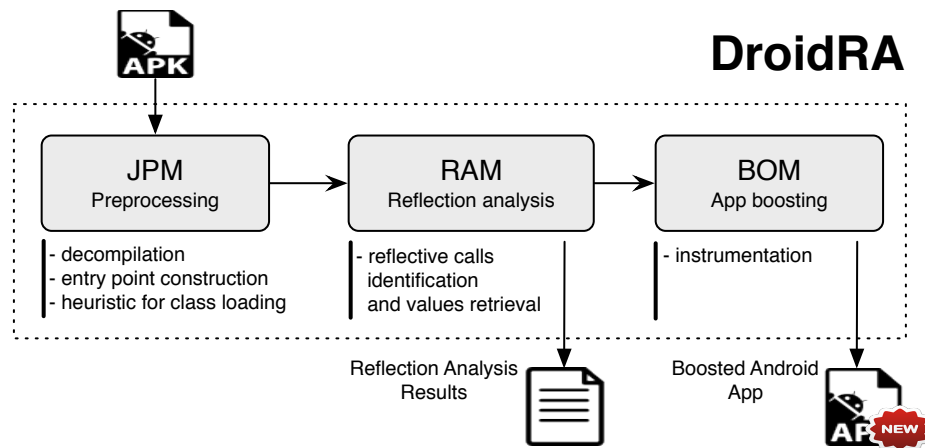 APK
DroidRA
JPM
Preprocessing
RAM
Reflection analysis
BOM
App boosting
- decompilation
- entry point construction
- heuristic for class loading
- reflective calls
identification
and values retrieval
- instrumentation
Reflection Analysis
Results
Boosted Android
App
AP
NEW